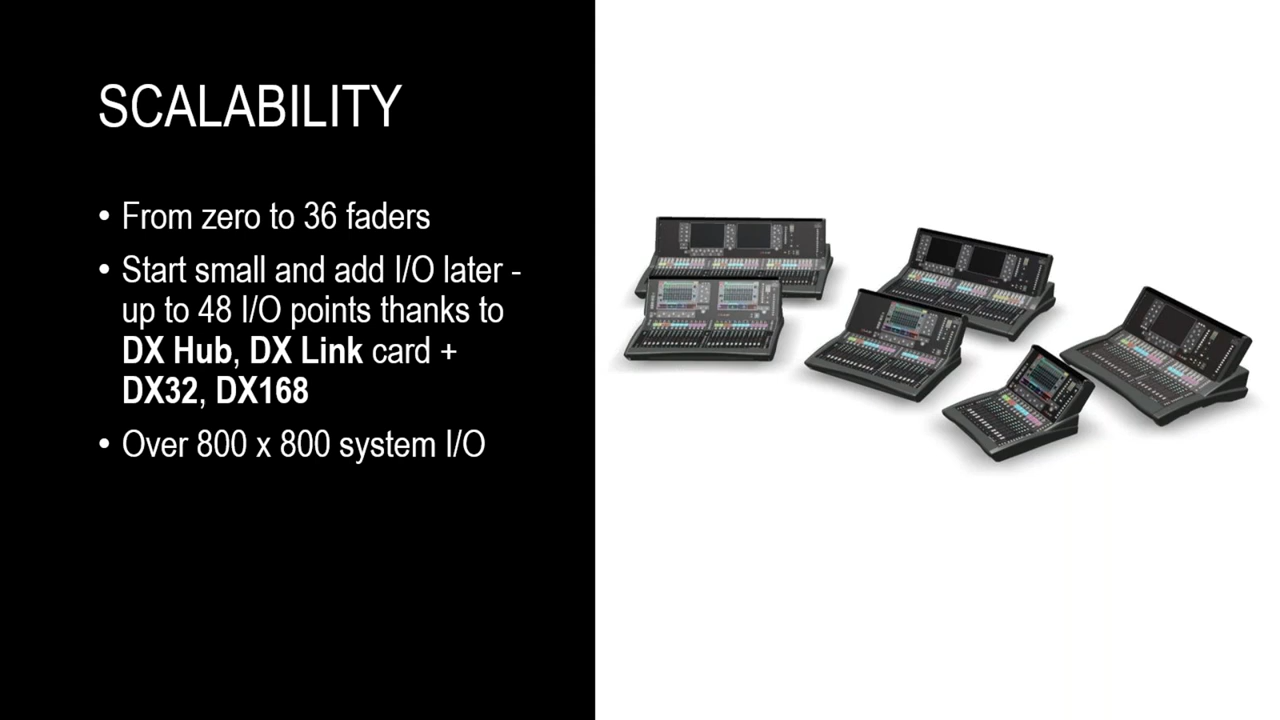 SCALABILITY
• From zero to 36 faders
• Start small and add I/O later -
up to 48 I/O points thanks to
DX Hub, DX Link card +
DX32, DX168
• Over 800 x 800 system I/O